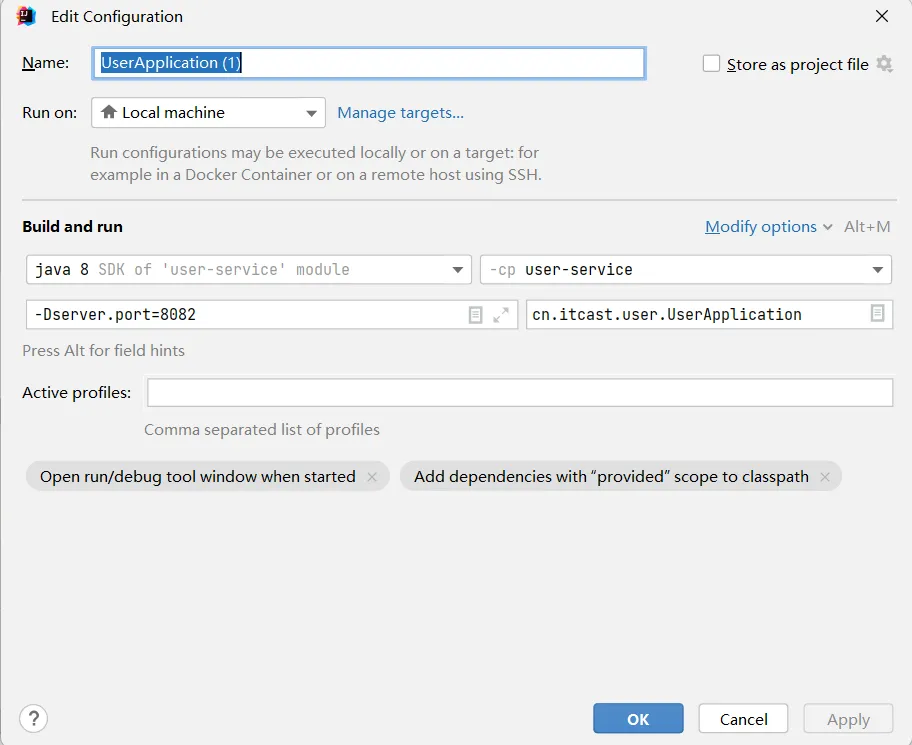 Edit Configuration
Name: UserApplication (1) Store as project file
Run on: Local machine Manage targets...
Run configurations may be executed locally or on a target: for
example in a Docker Container or on a remote host using SSH.
Build and run Modify options Alt+M
java 8 SDK of 'user-service' module -cp user-service
-Dserver.port=8082 cn.itcast.user.UserApplication
Press Alt for field hints
Active profiles:
Comma separated list of profiles
Open run/debug tool window when started × Add dependencies with “provided” scope to classpath ×
? OK Cancel Apply